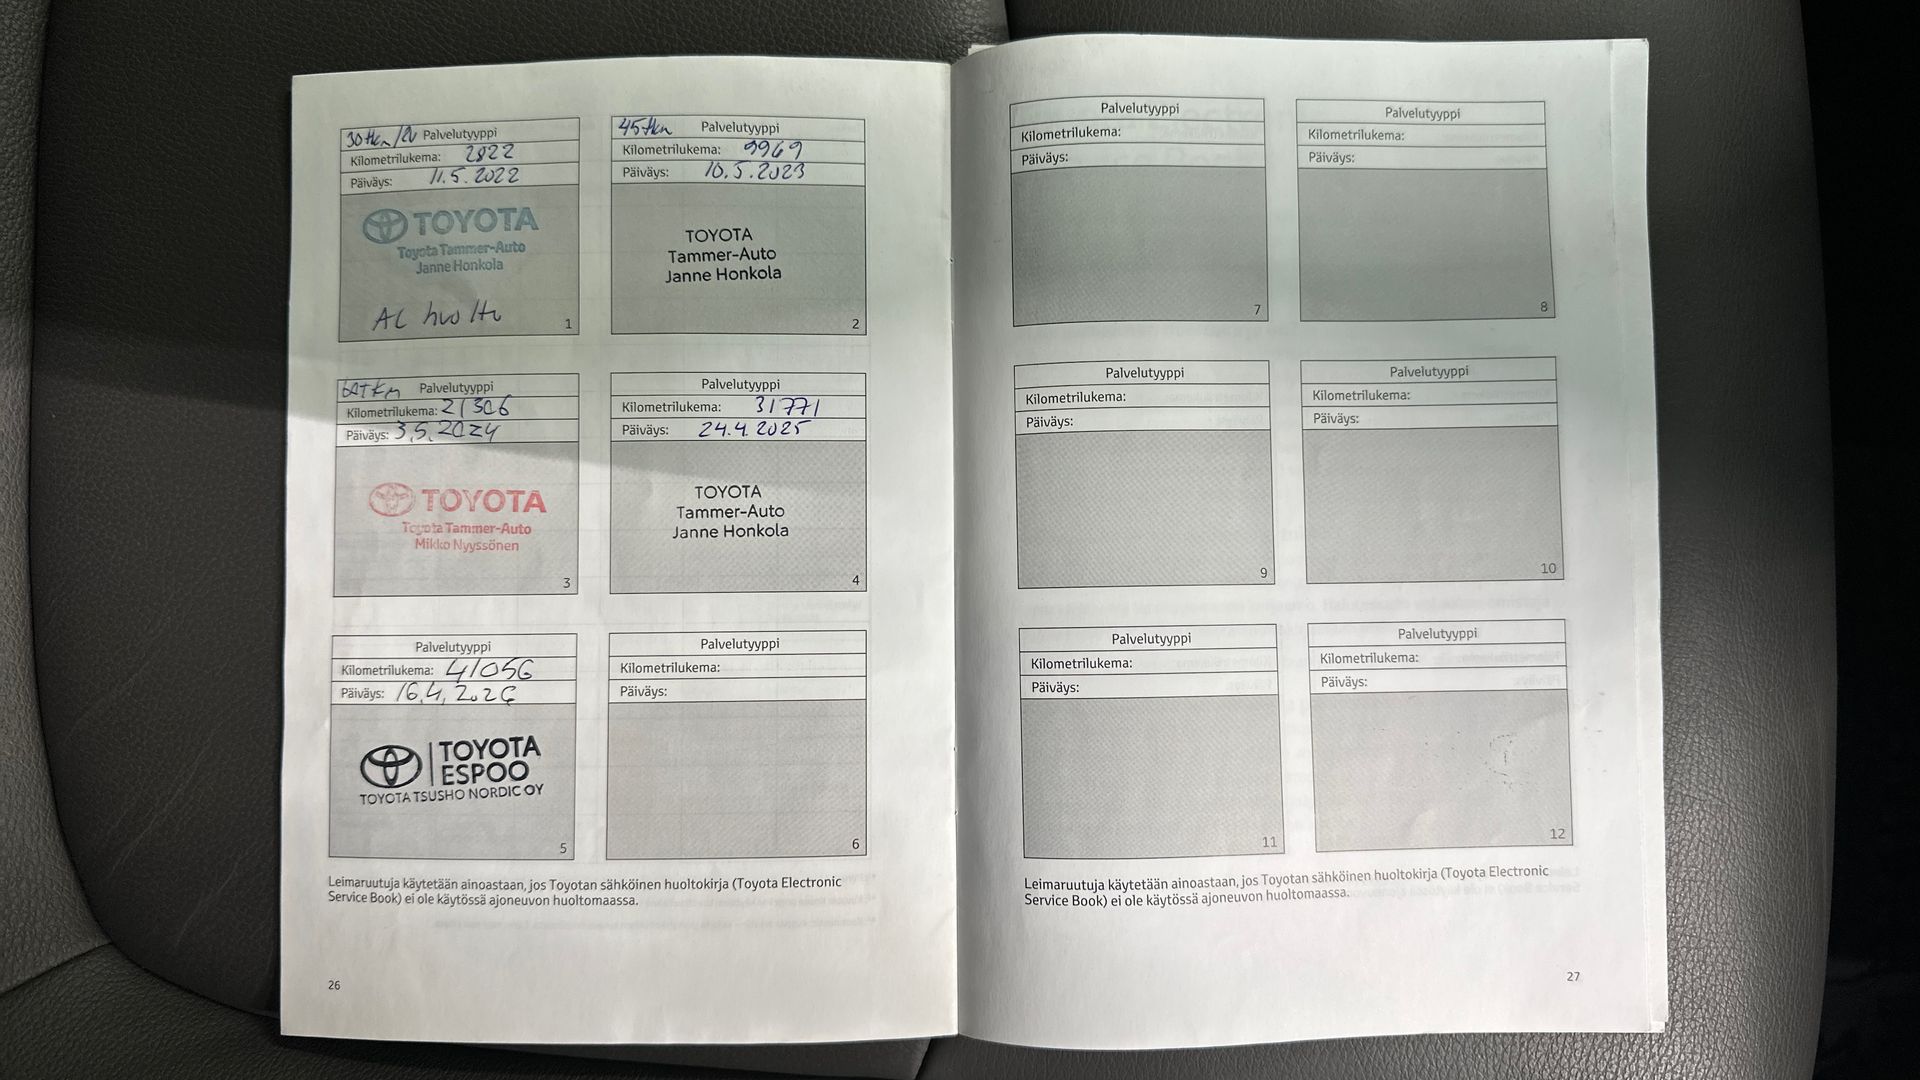 30tkm/2v Palvelutyyppi
Kilometrilukema: 2822
Päiväys: 11.5.2022
TOYOTA
Toyota Tammer-Auto
Janne Honkola
AC huolto
1
45tkm Palvelutyyppi
Kilometrilukema: 9969
Päiväys: 10.5.2023
TOYOTA
Tammer-Auto
Janne Honkola
2
Palvelutyyppi
Kilometrilukema: 21306
Päiväys: 3.5.2024
TOYOTA
Toyota Tammer-Auto
Mikko Nyyssönen
3
Palvelutyyppi
Kilometrilukema: 31771
Päiväys: 24.4.2025
TOYOTA
Tammer-Auto
Janne Honkola
4
Palvelutyyppi
Kilometrilukema: 41056
Päiväys: 16.4.2026
TOYOTA
ESPOO
TOYOTA TSUSHO NORDIC OY
5
Palvelutyyppi
Kilometrilukema:
Päiväys:
6
Leimaruutuja käytetään ainoastaan, jos Toyotan sähköinen huoltokirja (Toyota Electronic
Service Book) ei ole käytössä ajoneuvon huoltomaassa.
26
Palvelutyyppi
Kilometrilukema:
Päiväys:
7
Palvelutyyppi
Kilometrilukema:
Päiväys:
8
Palvelutyyppi
Kilometrilukema:
Päiväys:
9
Palvelutyyppi
Kilometrilukema:
Päiväys:
10
Palvelutyyppi
Kilometrilukema:
Päiväys:
11
Palvelutyyppi
Kilometrilukema:
Päiväys:
12
Leimaruutuja käytetään ainoastaan, jos Toyotan sähköinen huoltokirja (Toyota Electronic
Service Book) ei ole käytössä ajoneuvon huoltomaassa.
27